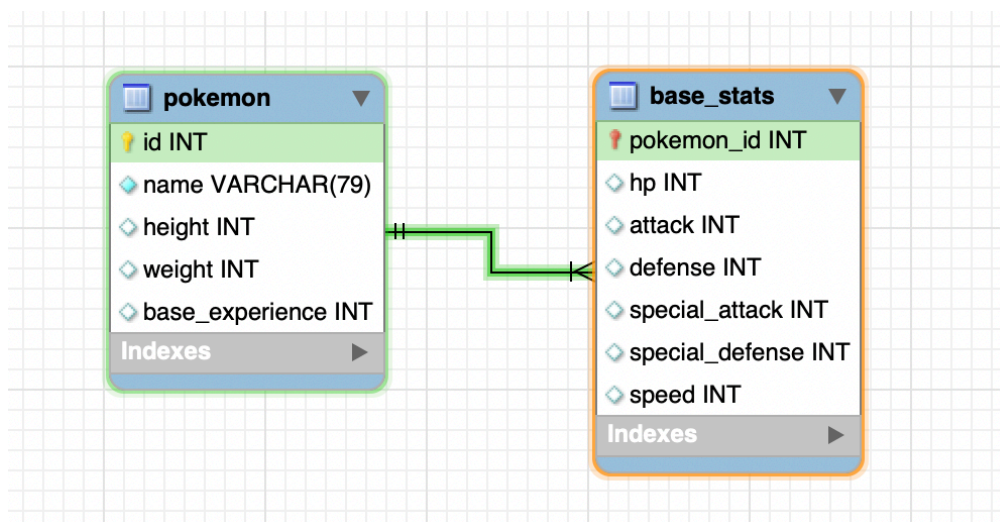 pokemon
id INT
name VARCHAR(79)
height INT
weight INT
base_experience INT
Indexes
base_stats
pokemon_id INT
hp INT
attack INT
defense INT
special_attack INT
special_defense INT
speed INT
Indexes